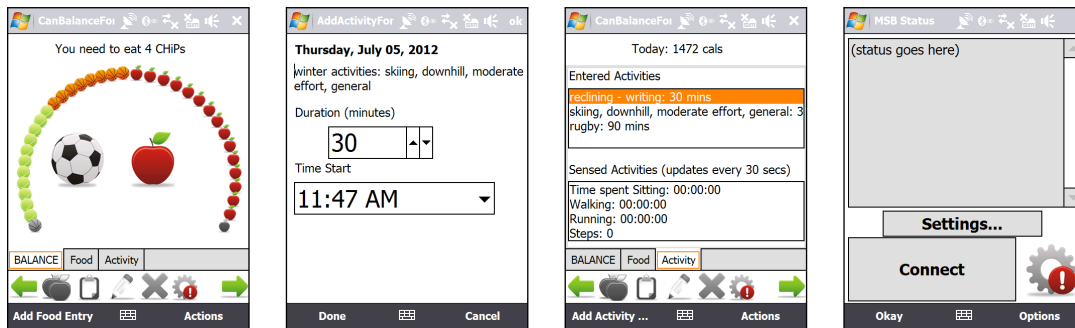 CanBalanceFor
You need to eat 4 CHiPs
BALANCE Food Activity
Add Food Entry Actions
AddActivityFor ok
Thursday, July 05, 2012
winter activities: skiing, downhill, moderate
effort, general
Duration (minutes)
30
Time Start
11:47 AM
Done Cancel
CanBalanceFor
Today: 1472 cals
Entered Activities
reclining - writing: 30 mins
skiing, downhill, moderate effort, general: 3
rugby: 90 mins
Sensed Activities (updates every 30 secs)
Time spent Sitting: 00:00:00
Walking: 00:00:00
Running: 00:00:00
Steps: 0
BALANCE Food Activity
Add Activity ... Actions
MSB Status
(status goes here)
Settings...
Connect
Okay Options